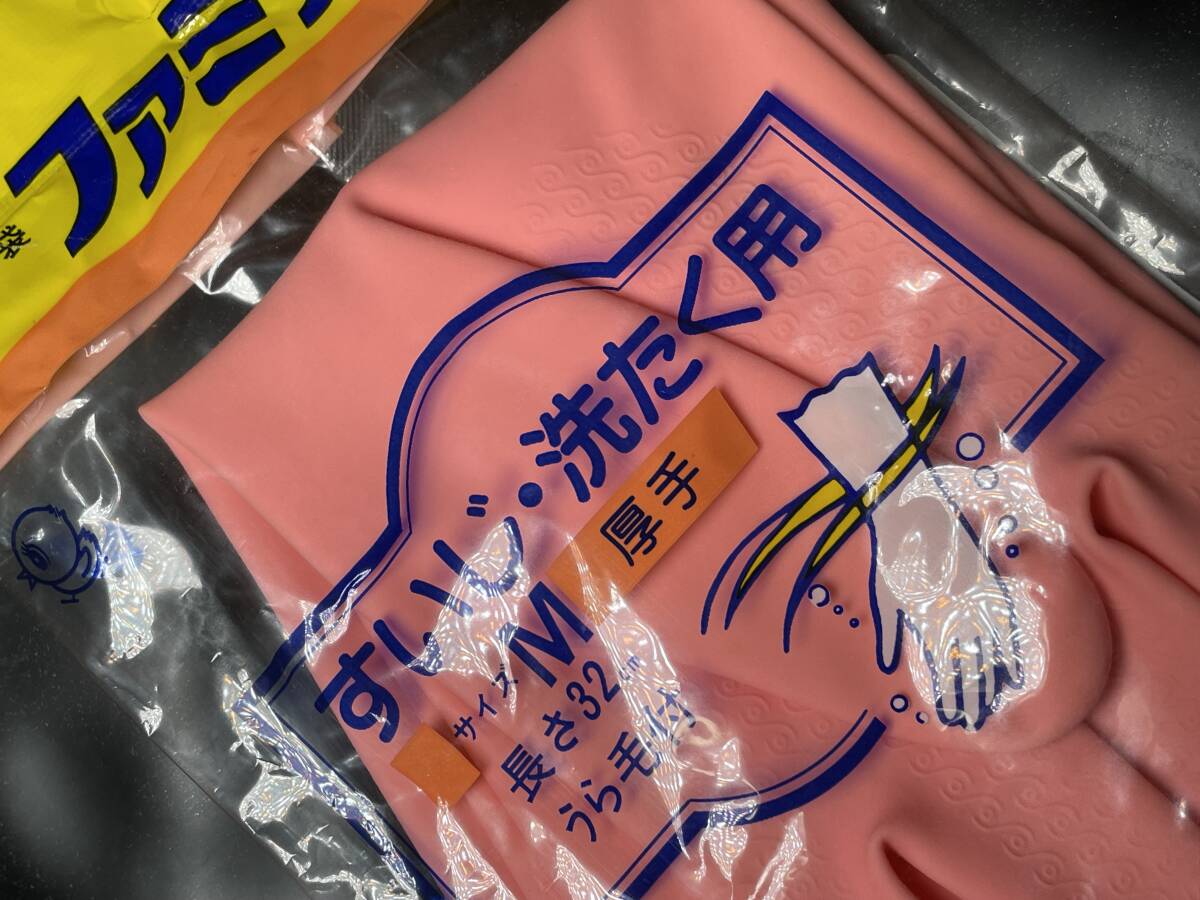 ファミ
すいじ・洗たく用
厚手
サイズM
長さ32cm
うら毛付